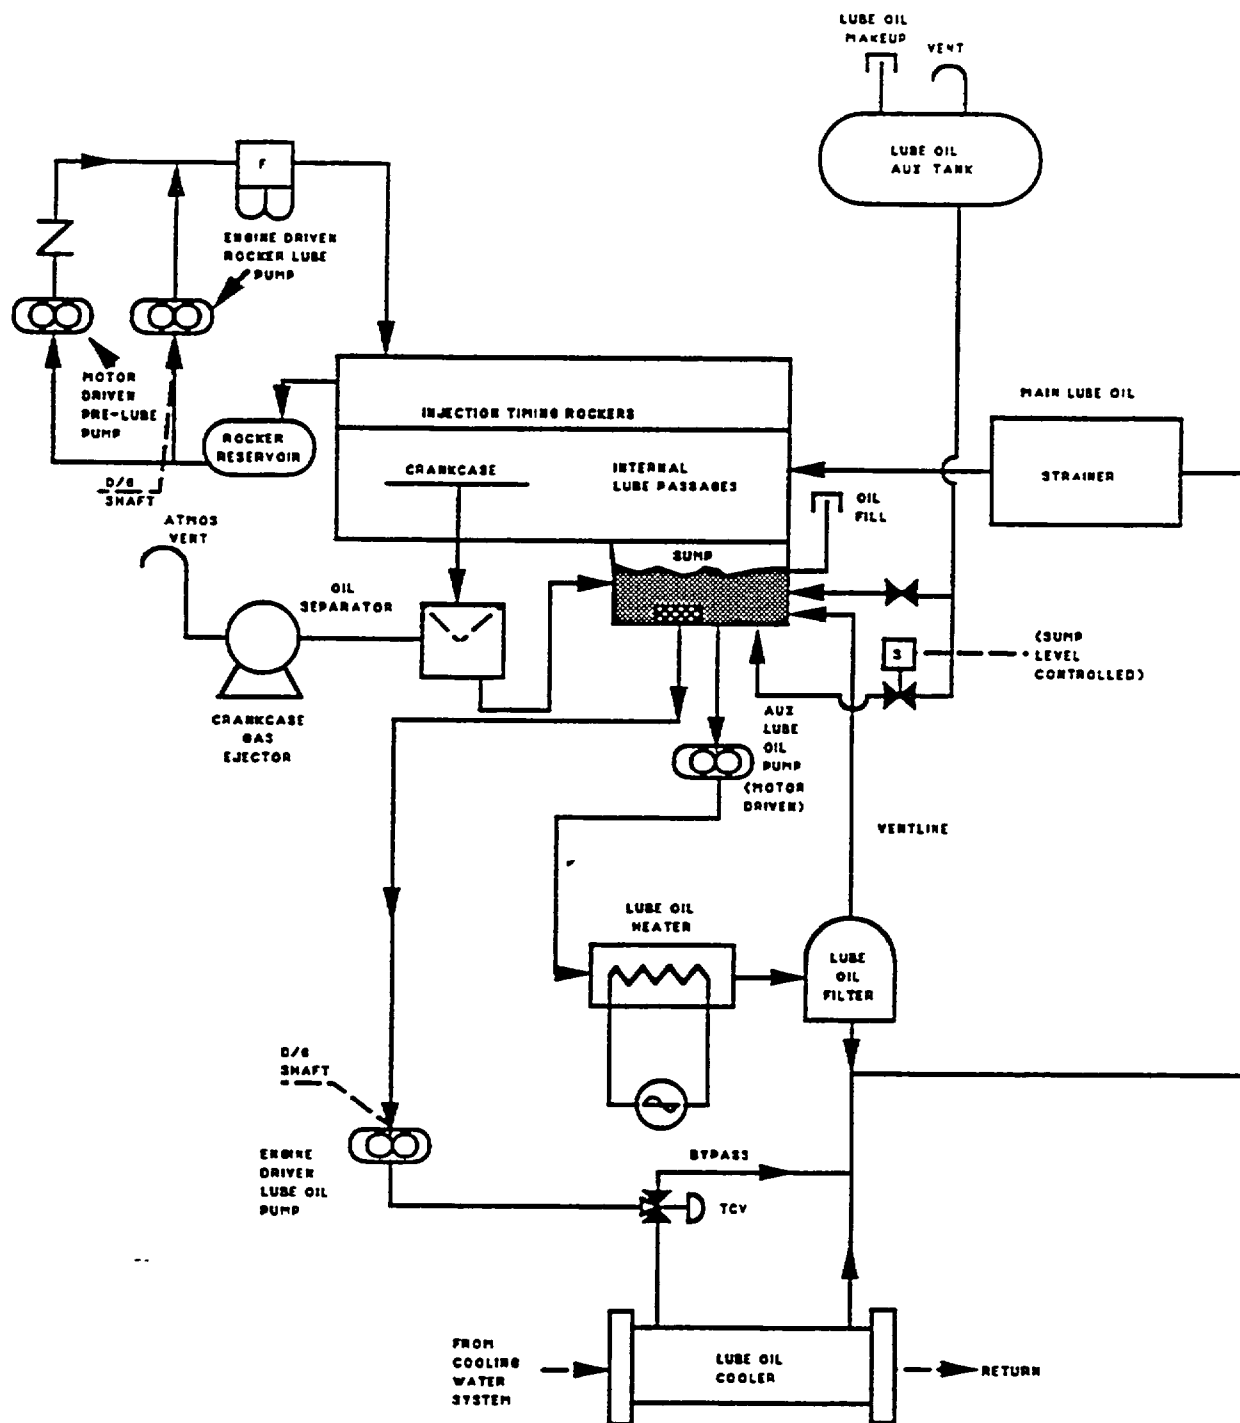 LUBE OIL
MAKEUP
VENT
LUBE OIL
AUX TANK
F
ENGINE DRIVEN
ROCKER LUBE
PUMP
MOTOR
DRIVEN
PRE-LUBE
PUMP
ROCKER
RESERVOIR
D/G
SHAFT
INJECTION TIMING ROCKERS
CRANKCASE
INTERNAL
LUBE PASSAGES
MAIN LUBE OIL
STRAINER
OIL
FILL
ATMOS
VENT
SUMP
OIL
SEPARATOR
S
(SUMP
LEVEL
CONTROLLED)
CRANKCASE
GAS
EJECTOR
AUX
LUBE
OIL
PUMP
(MOTOR
DRIVEN)
VENTLINE
LUBE OIL
HEATER
LUBE
OIL
FILTER
D/G
SHAFT
ENGINE
DRIVEN
LUBE OIL
PUMP
BYPASS
TCV
FROM
COOLING
WATER
SYSTEM
LUBE OIL
COOLER
RETURN